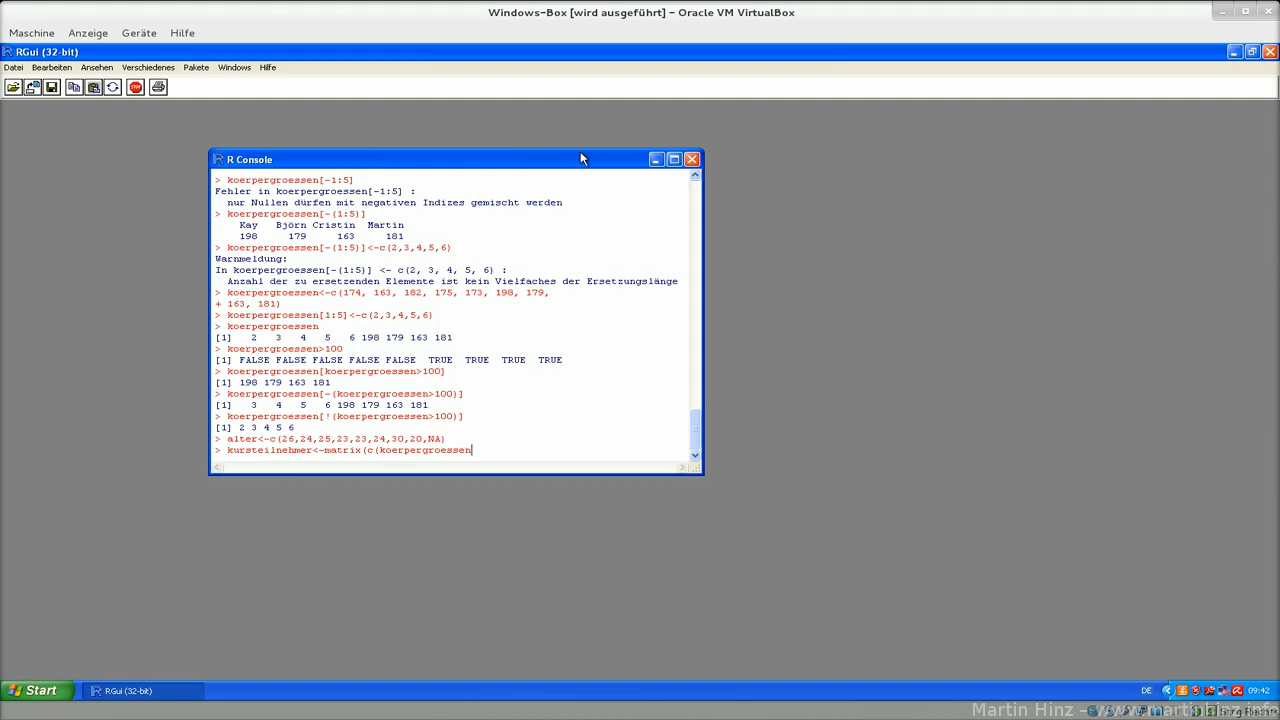 Windows-Box [wird ausgeführt] - Oracle VM VirtualBox
Maschine Anzeige Geräte Hilfe
RGui (32-bit)
Datei Bearbeiten Ansehen Verschiedenes Pakete Windows Hilfe
STOP
R Console
> koerpergroessen[-1:5]
Fehler in koerpergroessen[-1:5] :
nur Nullen dürfen mit negativen Indizes gemischt werden
> koerpergroessen[-(1:5)]
Kay Björn Cristin Martin
198 179 163 181
> koerpergroessen[-(1:5)]<-c(2,3,4,5,6)
Warnmeldung:
In koerpergroessen[-(1:5)] <- c(2, 3, 4, 5, 6) :
Anzahl der zu ersetzenden Elemente ist kein Vielfaches der Ersetzungslänge
> koerpergroessen<-c(174, 163, 182, 175, 173, 198, 179,
+ 163, 181)
> koerpergroessen[1:5]<-c(2,3,4,5,6)
> koerpergroessen
[1] 2 3 4 5 6 198 179 163 181
> koerpergroessen>100
[1] FALSE FALSE FALSE FALSE FALSE TRUE TRUE TRUE TRUE
> koerpergroessen[koerpergroessen>100]
[1] 198 179 163 181
> koerpergroessen[-(koerpergroessen>100)]
[1] 3 4 5 6 198 179 163 181
> koerpergroessen[!(koerpergroessen>100)]
[1] 2 3 4 5 6
> alter<-c(26,24,25,23,23,24,30,20,NA)
> kursteilnehmer<-matrix(c(koerpergroessen
Start RGui (32-bit) DE 09:42
Martin Hinz - www.martinhinz.info